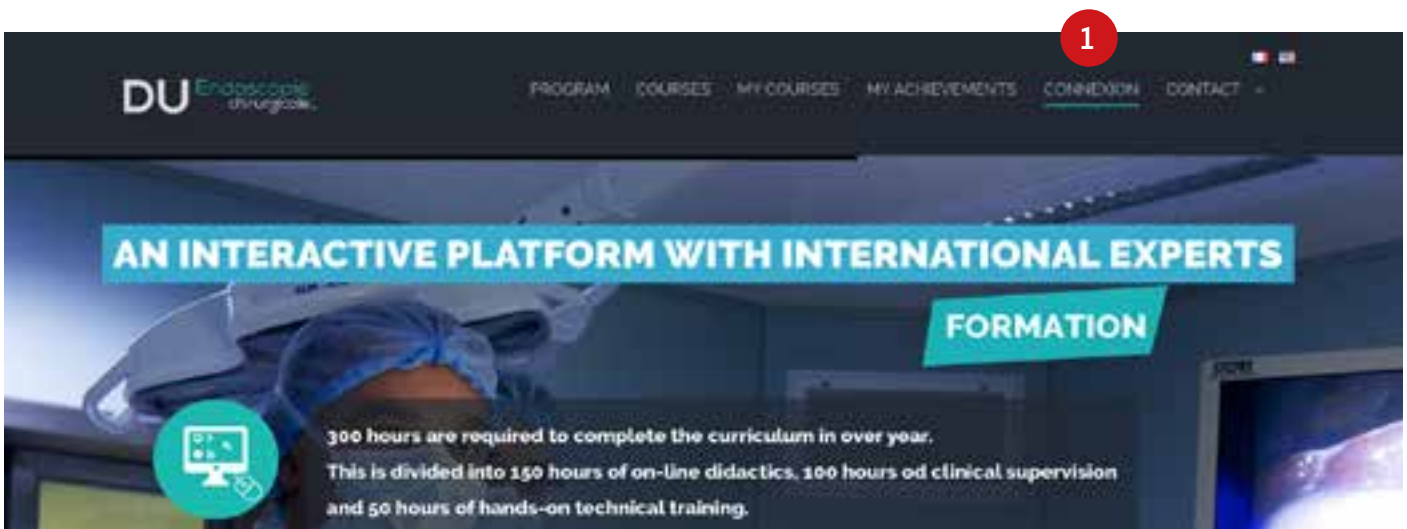 1
DU Endoscopie
chirurgicale
PROGRAM COURSES MY COURSES MY ACHIEVEMENTS CONNEXION CONTACT
AN INTERACTIVE PLATFORM WITH INTERNATIONAL EXPERTS
FORMATION
300 hours are required to complete the curriculum in over year.
This is divided into 150 hours of on-line didactics, 100 hours od clinical supervision
and 50 hours of hands-on technical training.